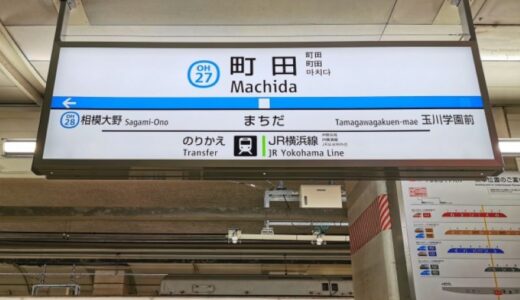 OH
27
町田
町田
町田
마치다
Machida
OH
28
相模大野
Sagami-Ono
まちだ
Tamagawagakuen-mae
玉川学園前
のりかえ
Transfer
JR横浜線
JR Yokohama Line